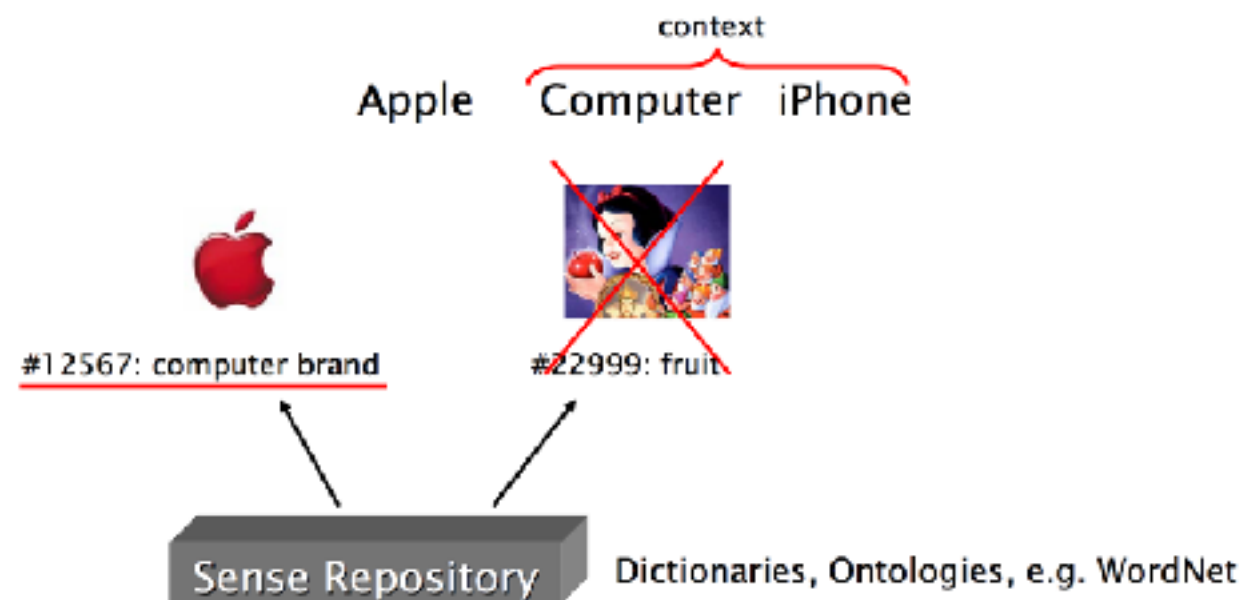 context
Apple Computer iPhone
#12567: computer brand
#22999: fruit
Sense Repository
Dictionaries, Ontologies, e.g. WordNet